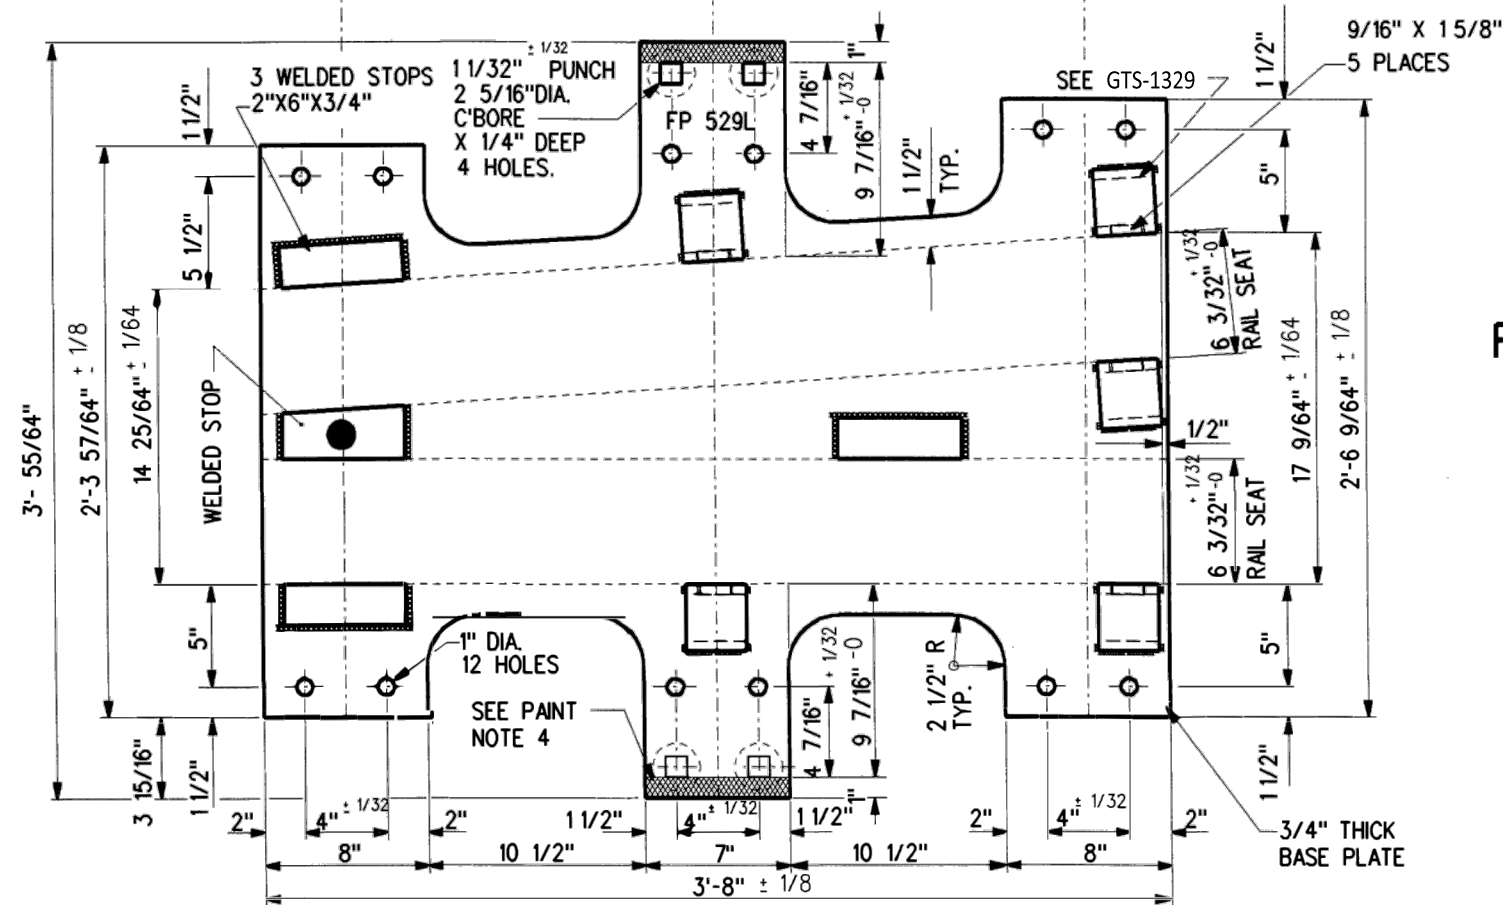 ± 1/32
3 WELDED STOPS
2"X6"X3/4"
1 1/32" PUNCH
2 5/16"DIA.
C'BORE
X 1/4" DEEP
4 HOLES.
1"
FP 529L
4 7/16"
9 7/16" + 1/32 -0
1 1/2"
TYP.
SEE GTS-1329
9/16" X 1 5/8"
5 PLACES
1 1/2"
1 1/2"
5 1/2"
5"
3'- 55/64"
2'-3 57/64" ± 1/8
14 25/64" ± 1/64
WELDED STOP
6 3/32" + 1/32 -0
RAIL SEAT
17 9/64" ± 1/64
2'-6 9/64" ± 1/8
1/2"
6 3/32" + 1/32 -0
RAIL SEAT
5"
1" DIA.
12 HOLES
SEE PAINT
NOTE 4
4 7/16" + 1/32
9 7/16" -0
2 1/2" R
TYP.
5"
3 15/16"
1 1/2"
1"
1 1/2"
2"
4" ± 1/32
2"
1 1/2"
4" ± 1/32
1 1/2"
2"
4" ± 1/32
2"
3/4" THICK
BASE PLATE
8"
10 1/2"
7"
10 1/2"
8"
3'-8" ± 1/8